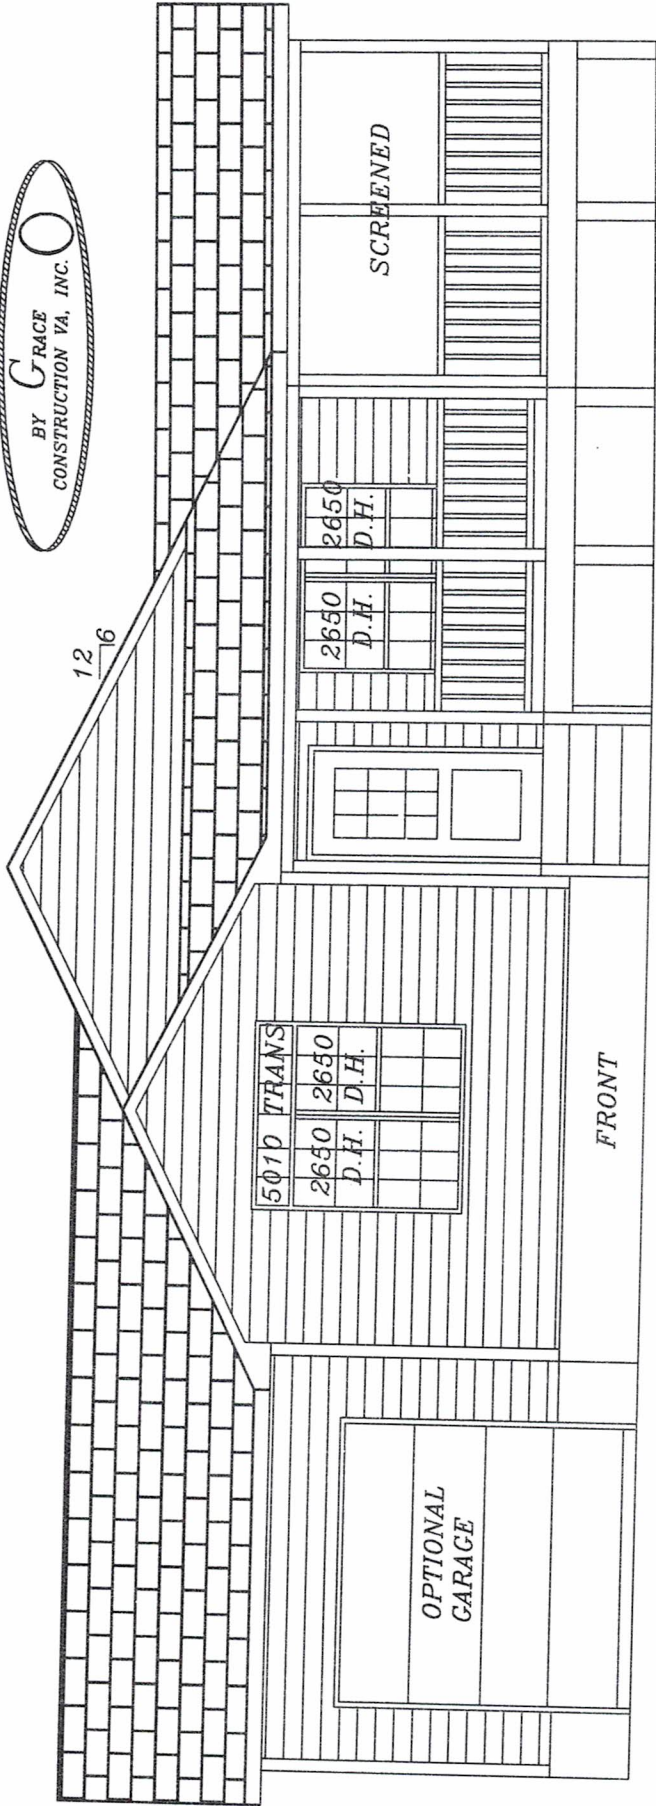 BY GRACE
CONSTRUCTION VA, INC.
12
6
SCREENED
2650 2650
D.H. D.H.
5010 TRANS
2650 2650
D.H. D.H.
OPTIONAL
GARAGE
FRONT